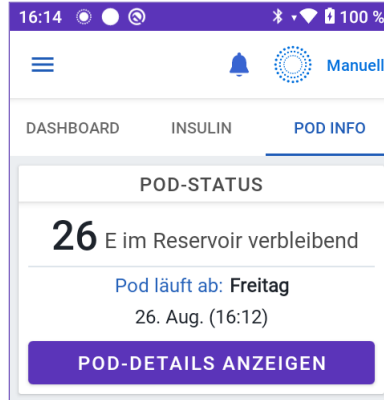 16:14 100 %
Manuell
DASHBOARD INSULIN POD INFO
POD-STATUS
26 E im Reservoir verbleibend
Pod läuft ab: Freitag
26. Aug. (16:12)
POD-DETAILS ANZEIGEN